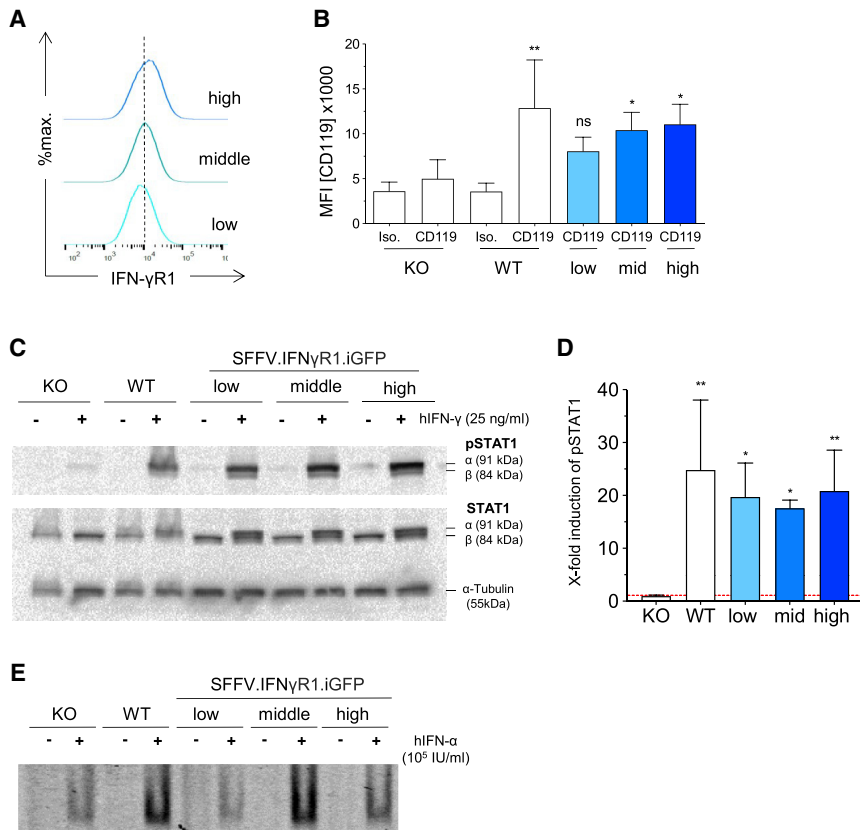 A
%max.
high
middle
low
10² 10³ 10⁴ 10⁵
IFN-γR1
B
MFI [CD119] x1000
20
15
10
5
0
** ns * *
Iso. CD119 Iso. CD119 CD119 CD119 CD119
KO WT low mid high
C
SFFV.IFNγR1.iGFP
KO WT low middle high
- + - + - + - + - + hIFN-γ (25 ng/ml)
pSTAT1
α (91 kDa)
β (84 kDa)
STAT1
α (91 kDa)
β (84 kDa)
α-Tubulin
(55kDa)
D
X-fold induction of pSTAT1
40
30
20
10
0
** * * **
KO WT low mid high
E
SFFV.IFNγR1.iGFP
KO WT low middle high
- + - + - + - + - + hIFN-α
(10⁵ IU/ml)